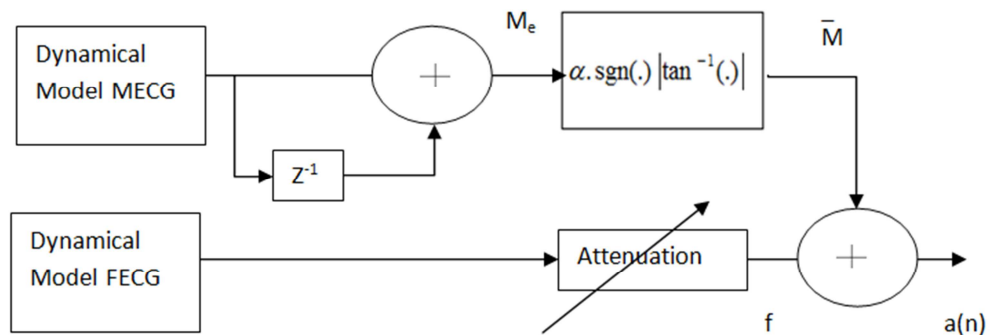 Dynamical
Model MECG
+
Mₑ
α.sgn(.) |tan⁻¹(.)|
M̅
Z⁻¹
Dynamical
Model FECG
Attenuation
+
f
a(n)